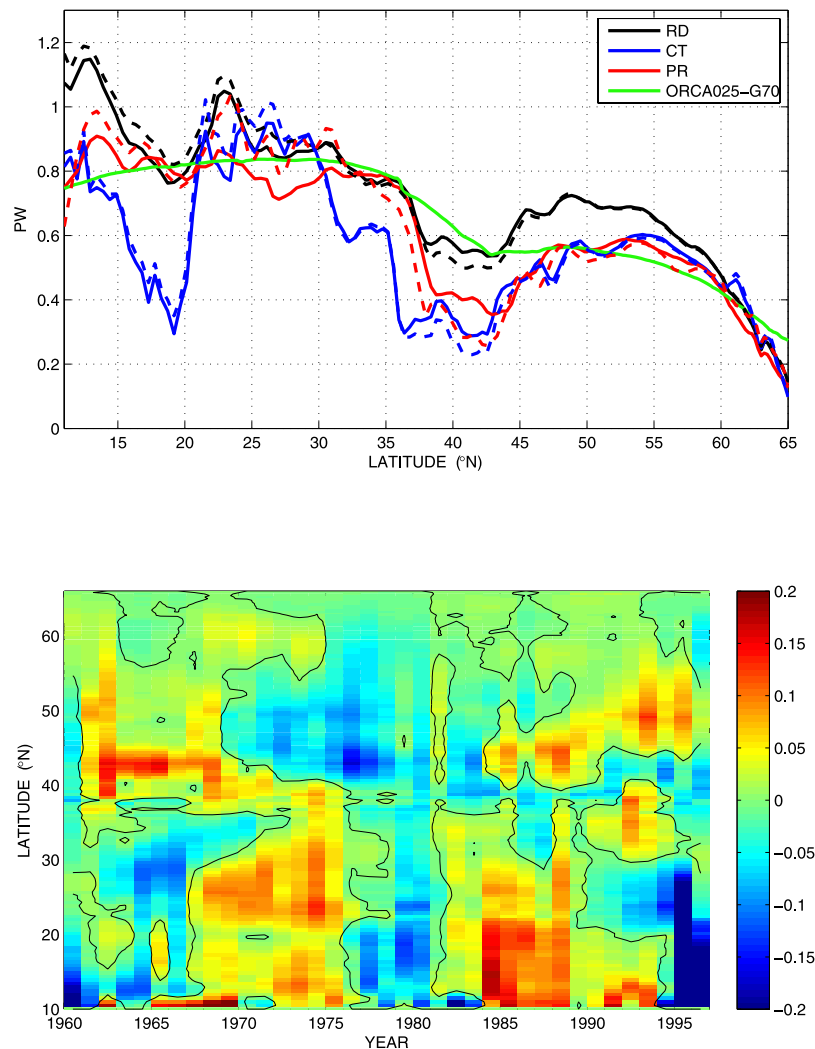 1.2
1
0.8
0.6
0.4
0.2
0
PW
RD
CT
PR
ORCA025-G70
15 20 25 30 35 40 45 50 55 60 65
LATITUDE (°N)
60
50
40
30
20
10
LATITUDE (°N)
1960 1965 1970 1975 1980 1985 1990 1995
YEAR
0.2
0.15
0.1
0.05
0
−0.05
−0.1
−0.15
−0.2